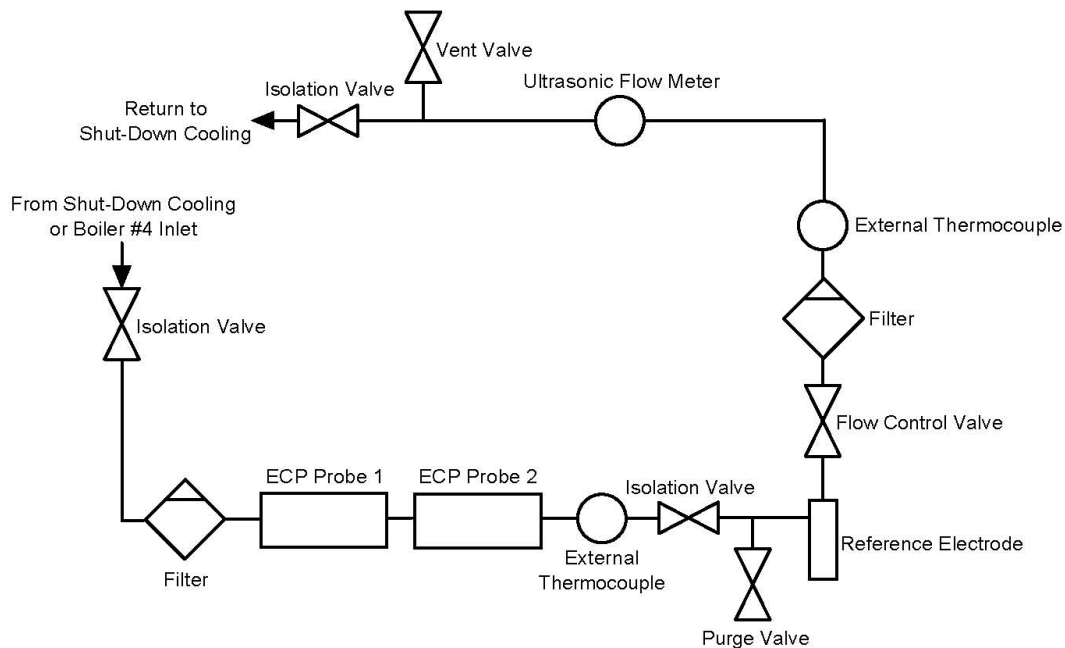 Vent Valve
Ultrasonic Flow Meter
Isolation Valve
Return to
Shut-Down Cooling
From Shut-Down Cooling
or Boiler #4 Inlet
External Thermocouple
Isolation Valve
Filter
Flow Control Valve
ECP Probe 1
ECP Probe 2
Isolation Valve
Reference Electrode
External
Thermocouple
Filter
Purge Valve